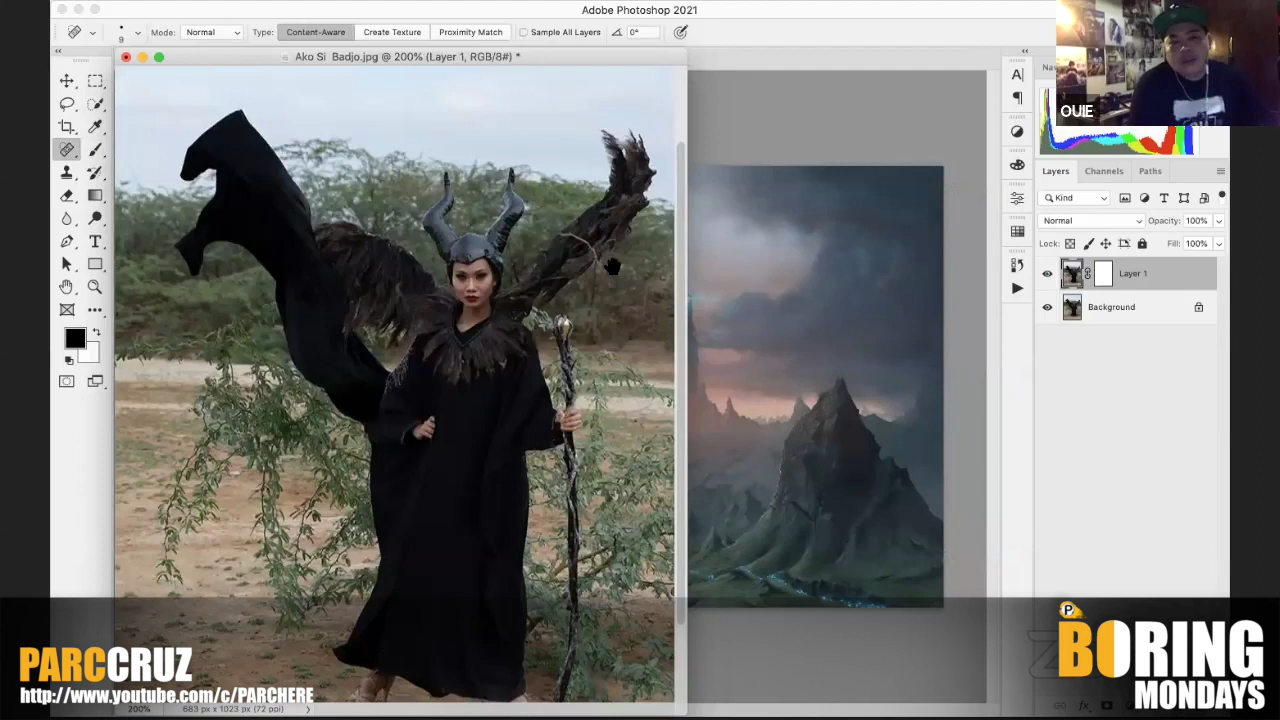 Adobe Photoshop 2021
9
Mode: Normal
Type: Content-Aware
Create Texture
Proximity Match
Sample All Layers
0°
Ako Si Badjo.jpg @ 200% (Layer 1, RGB/8#) *
OUIE
Layers
Channels
Paths
Kind
Normal
Opacity: 100%
Lock:
Fill: 100%
Layer 1
Background
PARCCRUZ
http://www.youtube.com/c/PARCHERE
200%
683 px x 1023 px (72 ppi)
P
BORING
MONDAYS